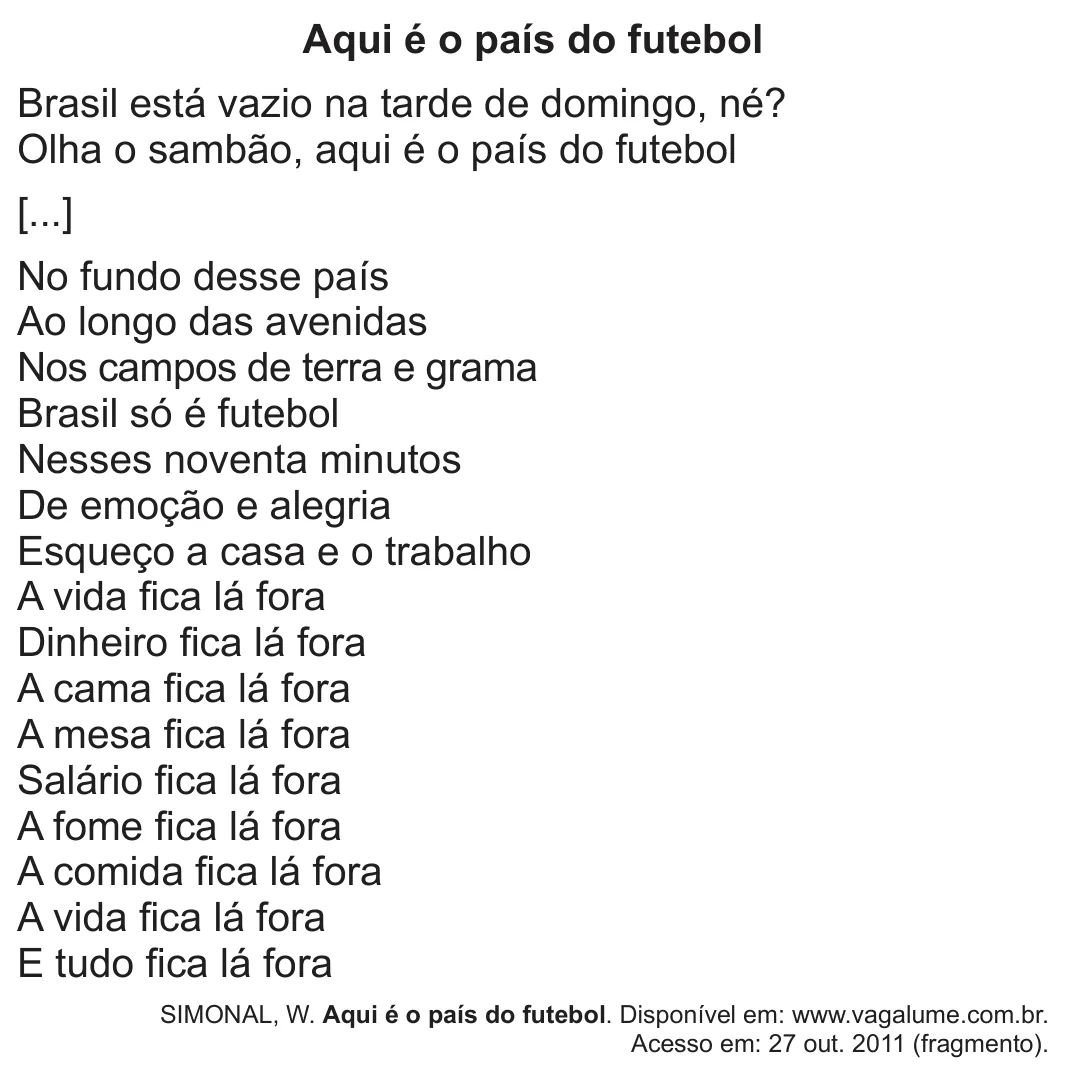 Aqui é o país do futebol
Brasil está vazio na tarde de domingo, né?
Olha o sambão, aqui é o país do futebol
[...]
No fundo desse país
Ao longo das avenidas
Nos campos de terra e grama
Brasil só é futebol
Nesses noventa minutos
De emoção e alegria
Esqueço a casa e o trabalho
A vida fica lá fora
Dinheiro fica lá fora
A cama fica lá fora
A mesa fica lá fora
Salário fica lá fora
A fome fica lá fora
A comida fica lá fora
A vida fica lá fora
E tudo fica lá fora
SIMONAL, W. Aqui é o país do futebol. Disponível em: www.vagalume.com.br.
Acesso em: 27 out. 2011 (fragmento).